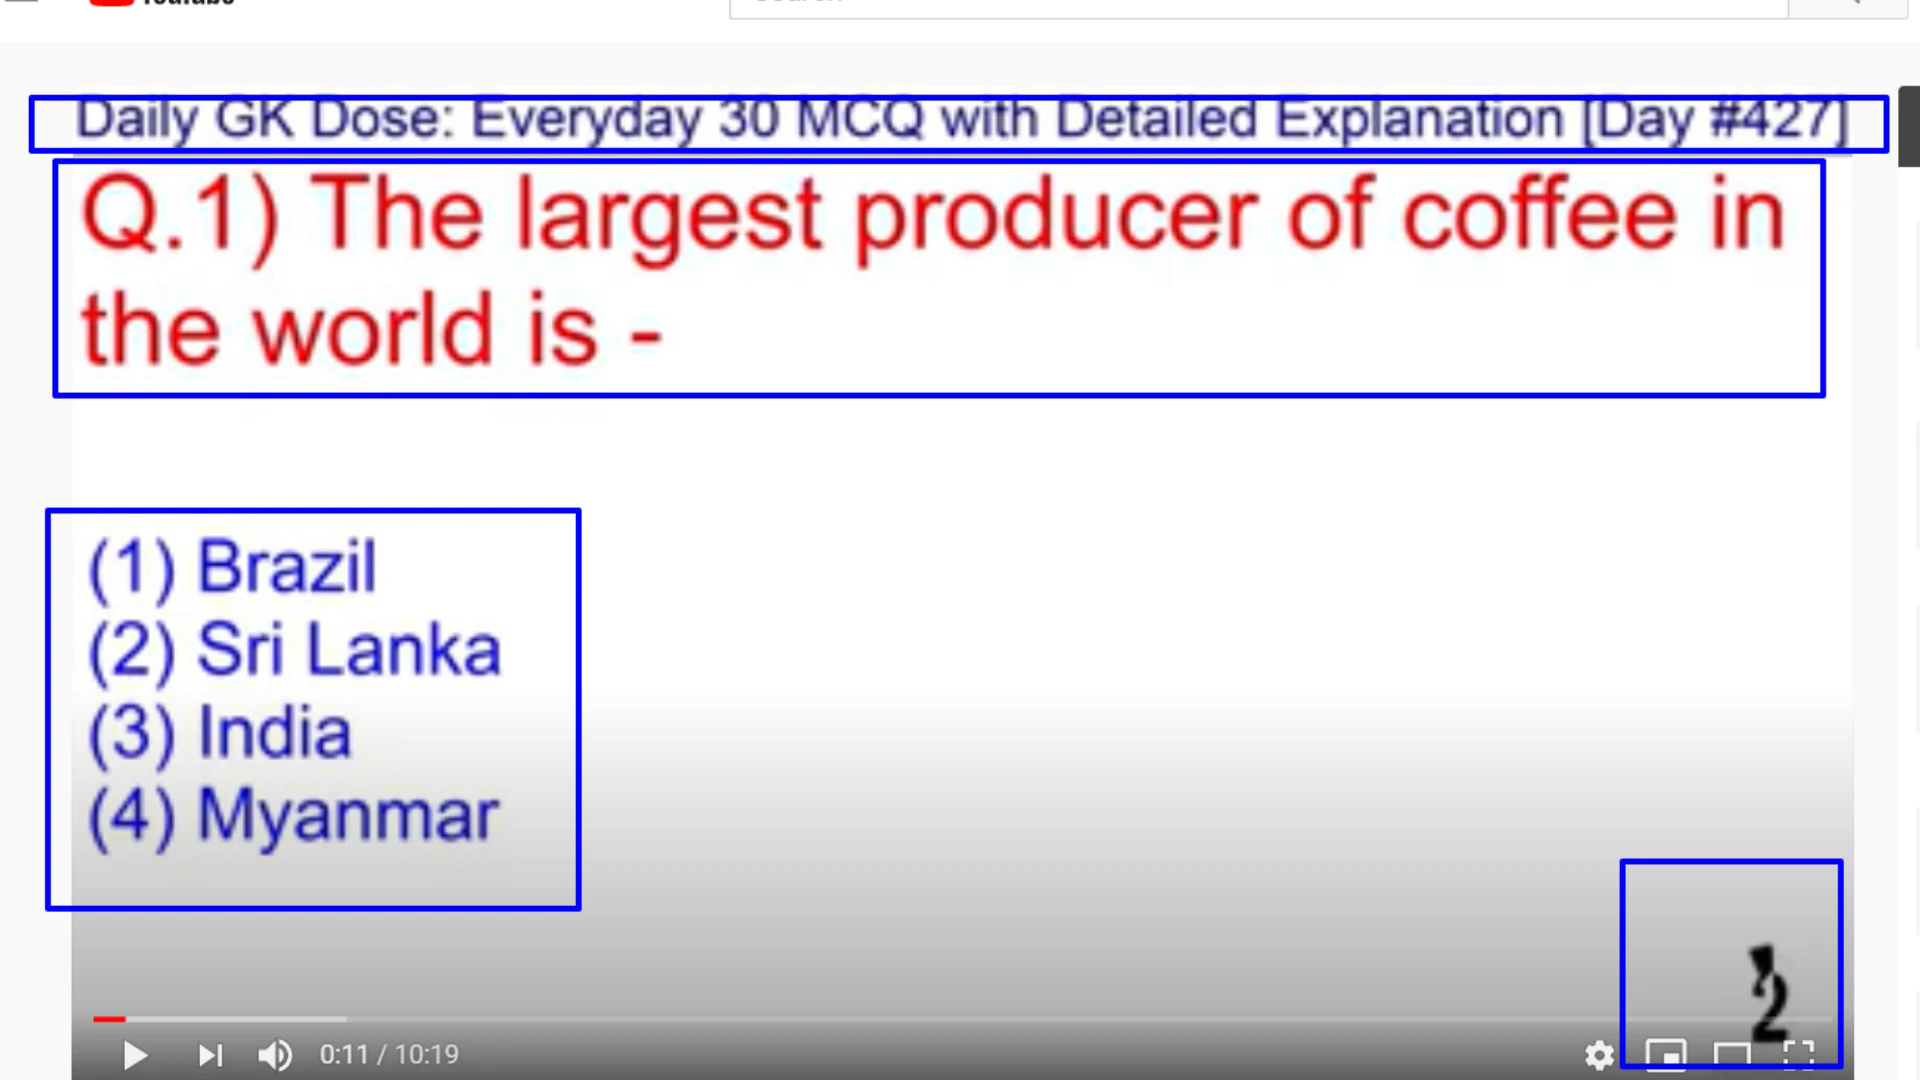 Daily GK Dose: Everyday 30 MCQ with Detailed Explanation [Day #427]
Q.1) The largest producer of coffee in
the world is -
(1) Brazil
(2) Sri Lanka
(3) India
(4) Myanmar
2
0:11 / 10:19